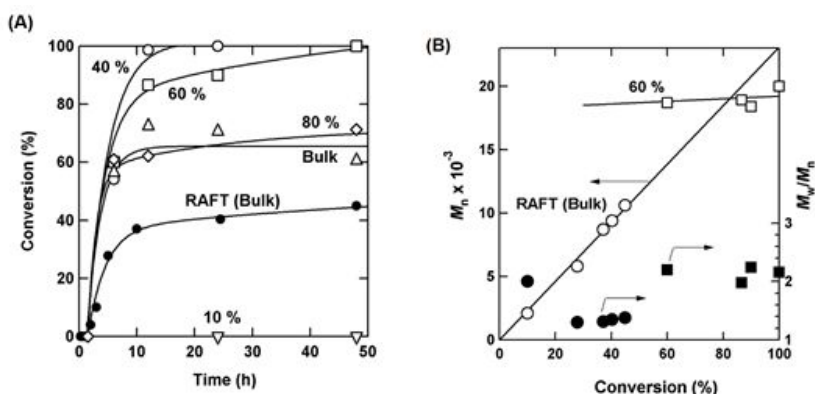 (A)
100
80
60
40
20
0
Conversion (%)
0 10 20 30 40 50
Time (h)
40 %
60 %
80 %
Bulk
RAFT (Bulk)
10 %
(B)
20
15
10
5
0
Mn x 10-3
0 20 40 60 80 100
Conversion (%)
60 %
RAFT (Bulk)
3
2
1
Mw/Mn